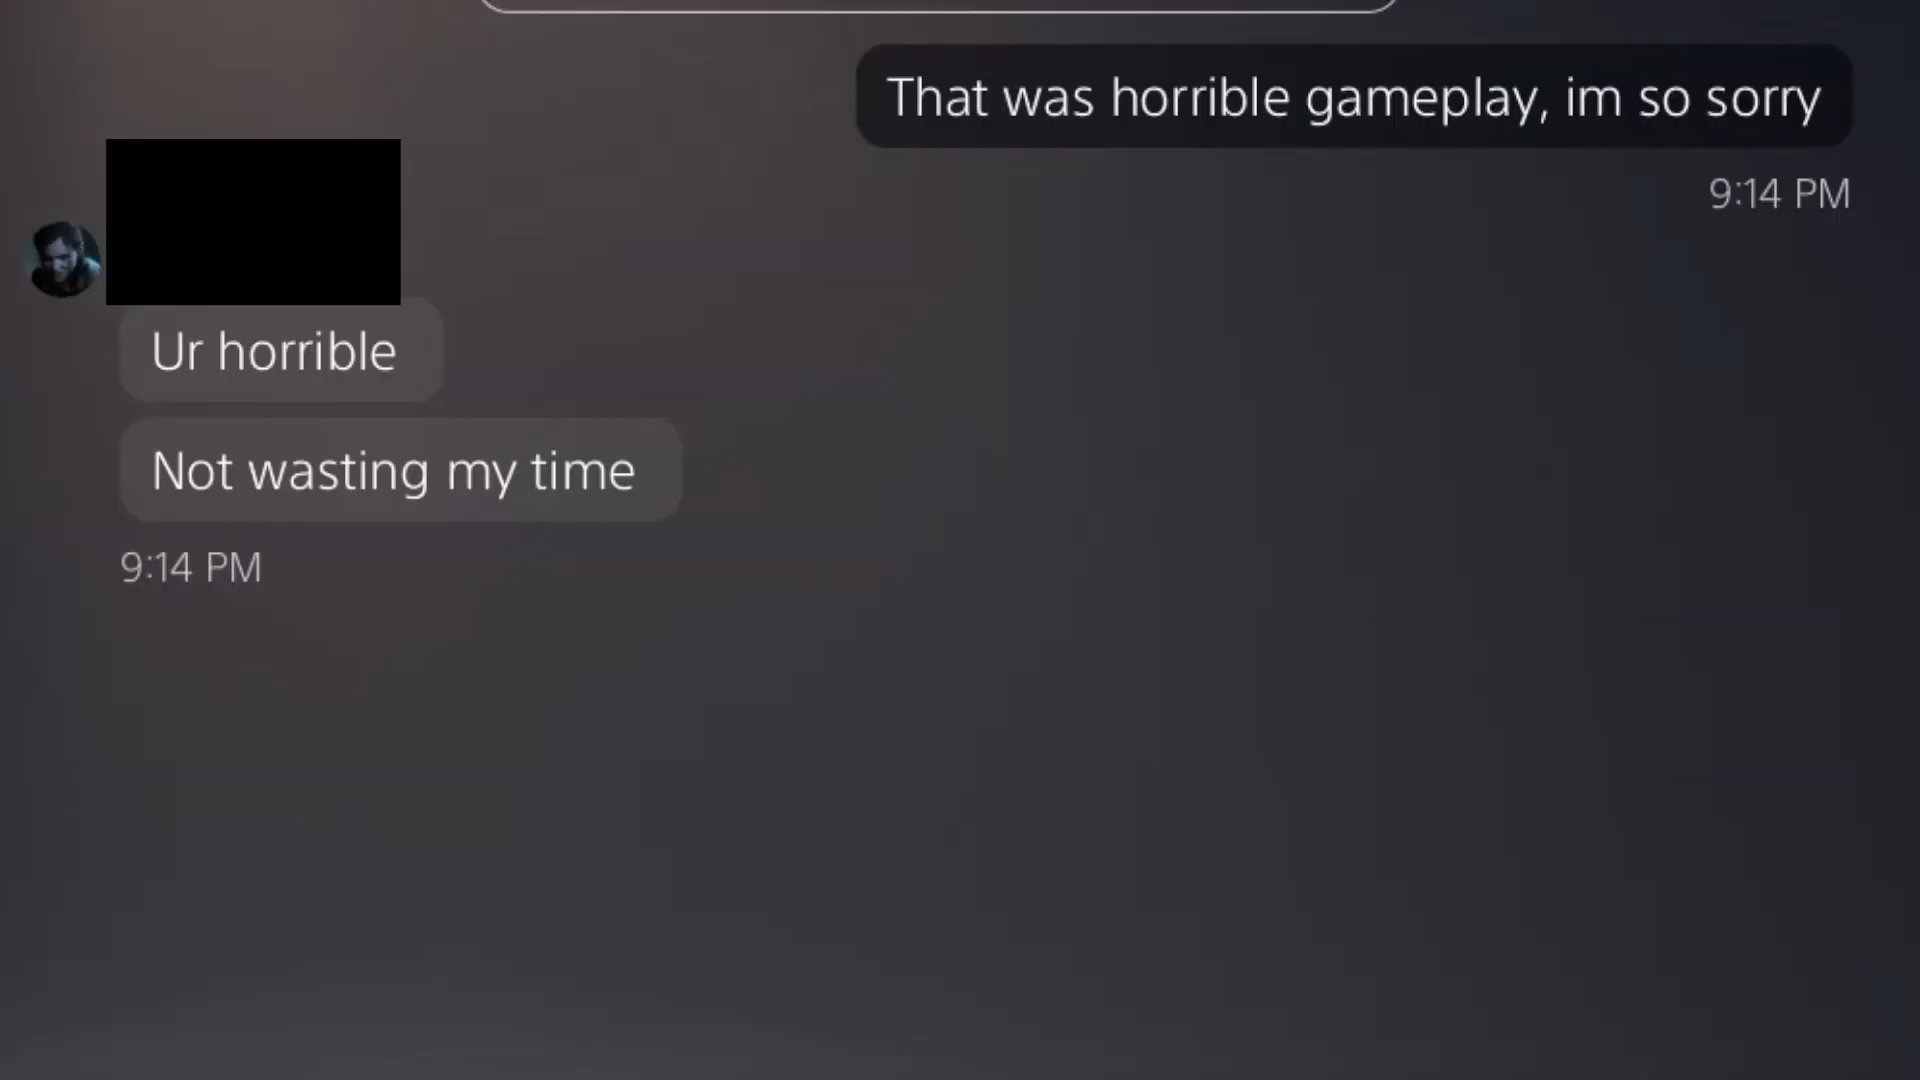 That was horrible gameplay, im so sorry
9:14 PM
Ur horrible
Not wasting my time
9:14 PM